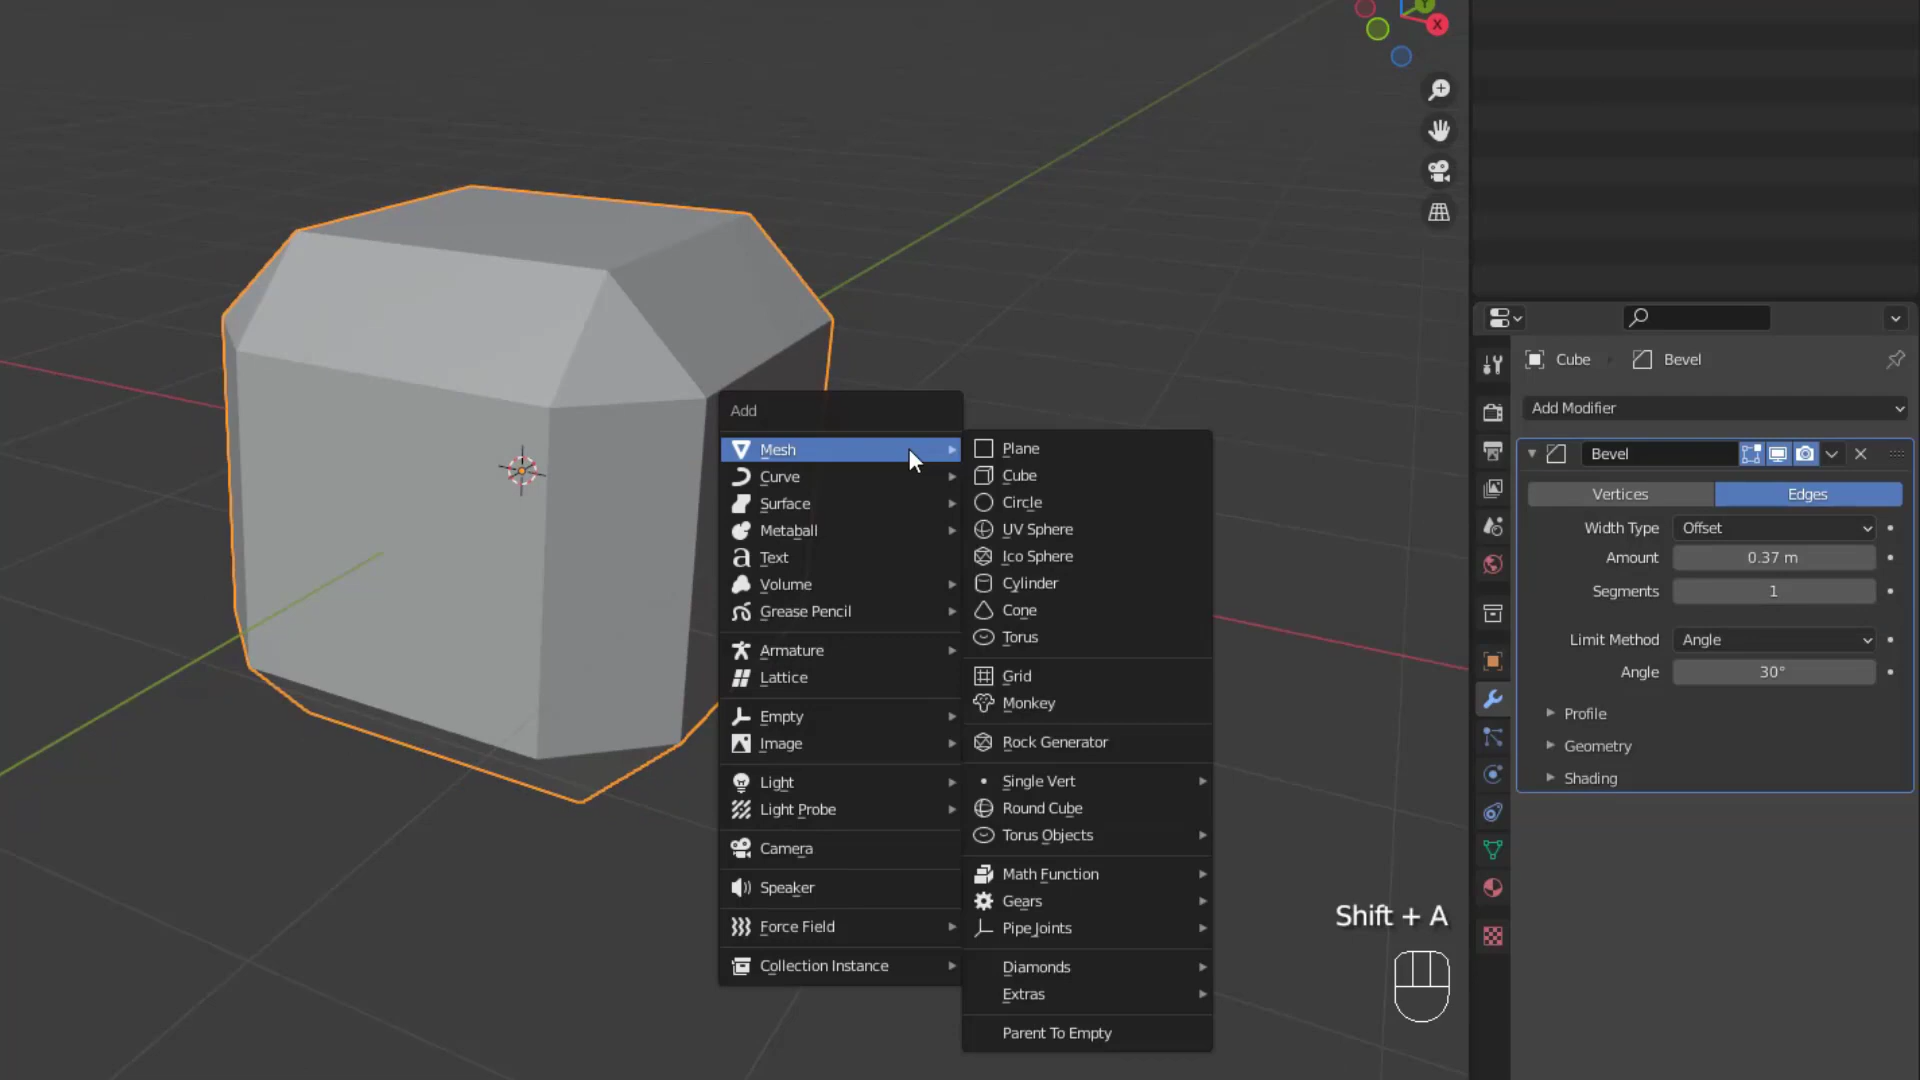 Y
X
Add
Mesh
Curve
Surface
Metaball
Text
Volume
Grease Pencil
Armature
Lattice
Empty
Image
Light
Light Probe
Camera
Speaker
Force Field
Collection Instance
Plane
Cube
Circle
UV Sphere
Ico Sphere
Cylinder
Cone
Torus
Grid
Monkey
Rock Generator
Single Vert
Round Cube
Torus Objects
Math Function
Gears
Pipe Joints
Diamonds
Extras
Parent To Empty
Shift + A
Cube Bevel
Add Modifier
Bevel
Vertices Edges
Width Type Offset
Amount 0.37 m
Segments 1
Limit Method Angle
Angle 30°
Profile
Geometry
Shading